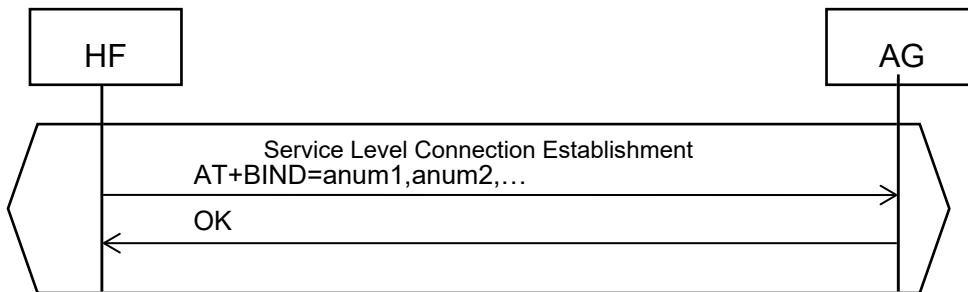 HF
AG
Service Level Connection Establishment
AT+BIND=anum1,anum2,…
OK